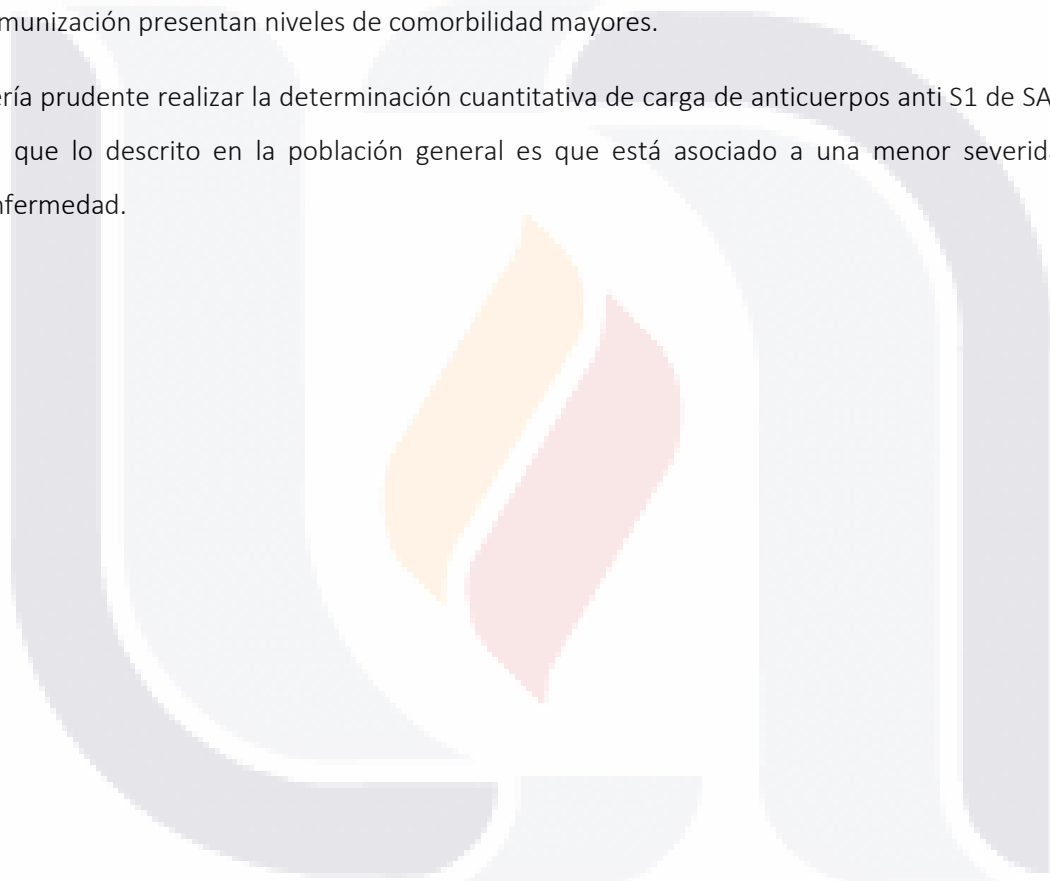 munización presentan niveles de comorbilidad mayores.
ería prudente realizar la determinación cuantitativa de carga de anticuerpos anti S1 de SA
que lo descrito en la población general es que está asociado a una menor severida
nfermedad.